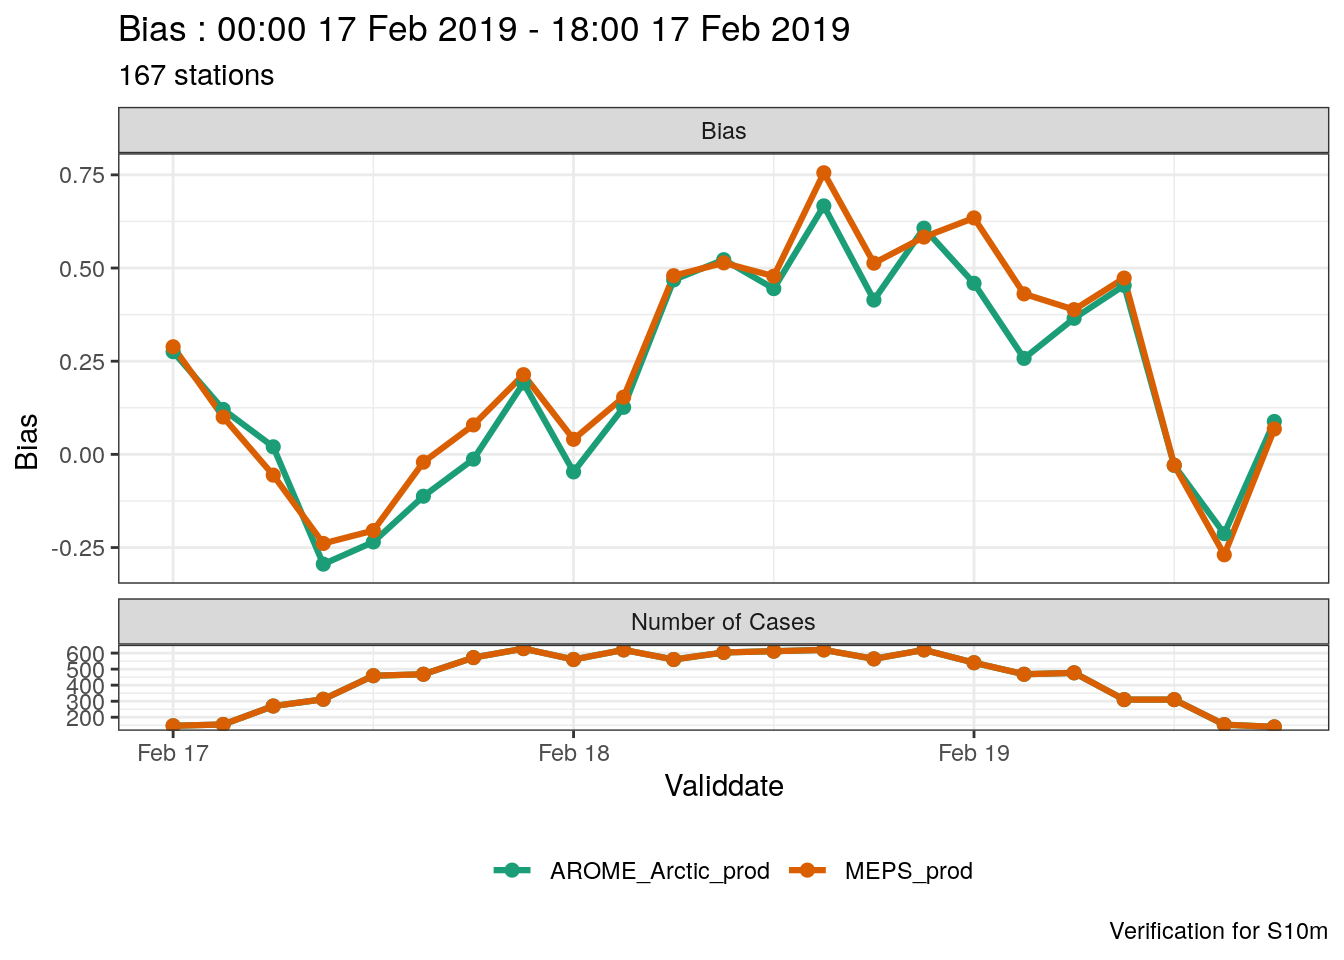 Bias : 00:00 17 Feb 2019 - 18:00 17 Feb 2019
167 stations
Bias
0.75
0.50
0.25
0.00
-0.25
Bias
Number of Cases
600
500
400
300
200
Feb 17 Feb 18 Feb 19
Validdate
AROME_Arctic_prod MEPS_prod
Verification for S10m